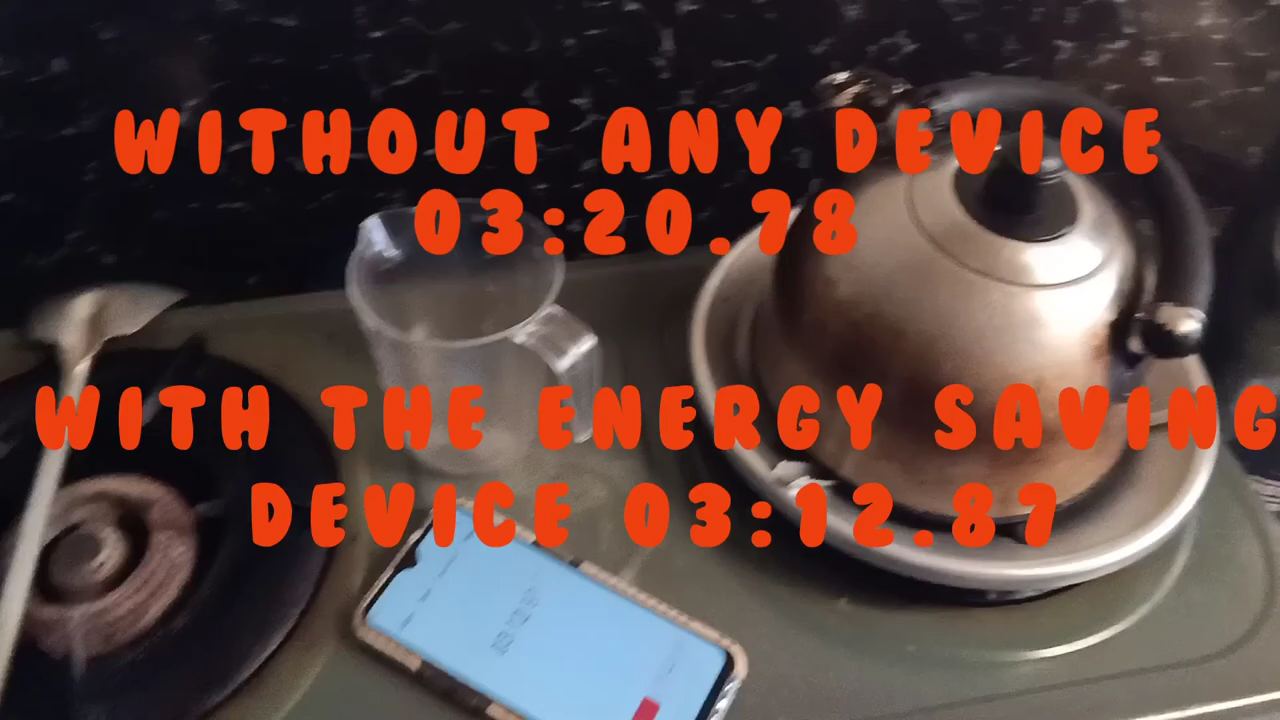 WITHOUT ANY DEVICE
03:20.78
WITH THE ENERGY SAVING
DEVICE 03:12.87